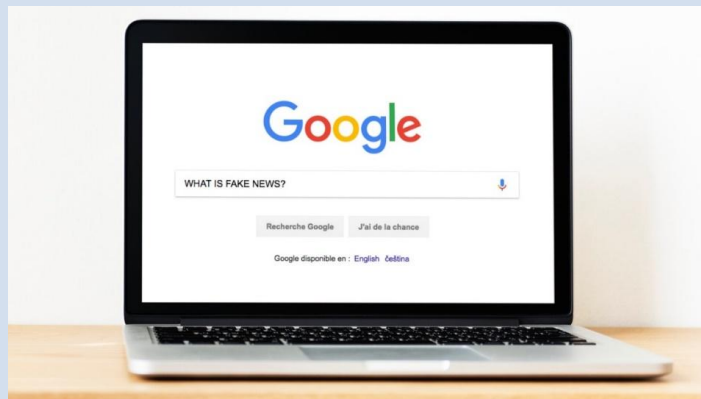 Google
WHAT IS FAKE NEWS?
Recherche Google J'ai de la chance
Google disponible en : English čeština